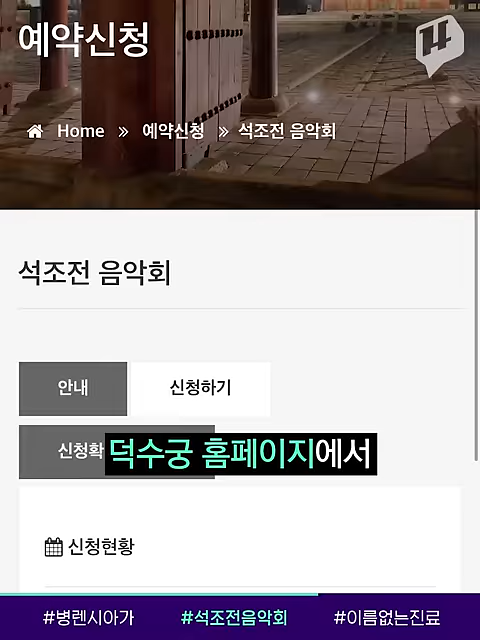 예약신청
Home » 예약신청 » 석조전 음악회
석조전 음악회
안내 신청하기
신청확
덕수궁 홈페이지에서
신청현황
#병렌시아가 #석조전음악회 #이름없는진료